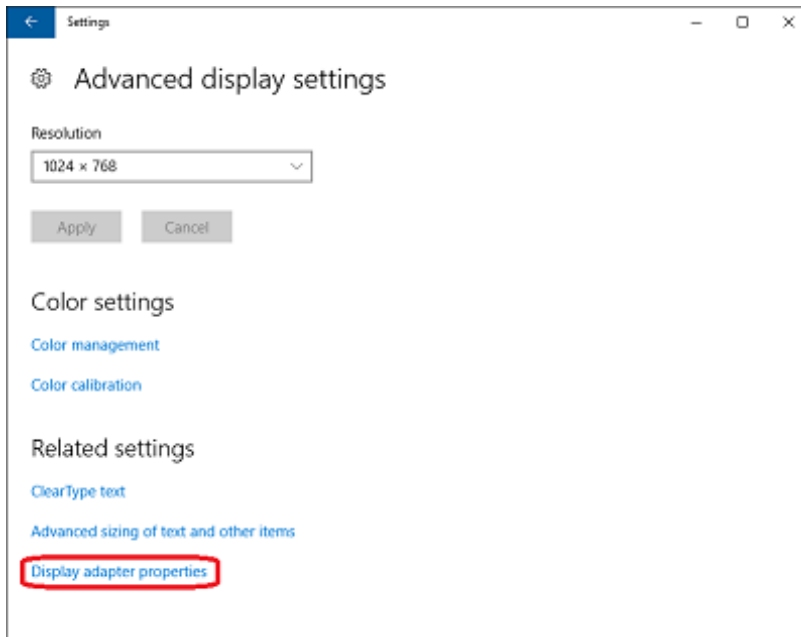 Settings
Advanced display settings
Resolution
1024 × 768
Apply Cancel
Color settings
Color management
Color calibration
Related settings
ClearType text
Advanced sizing of text and other items
Display adapter properties